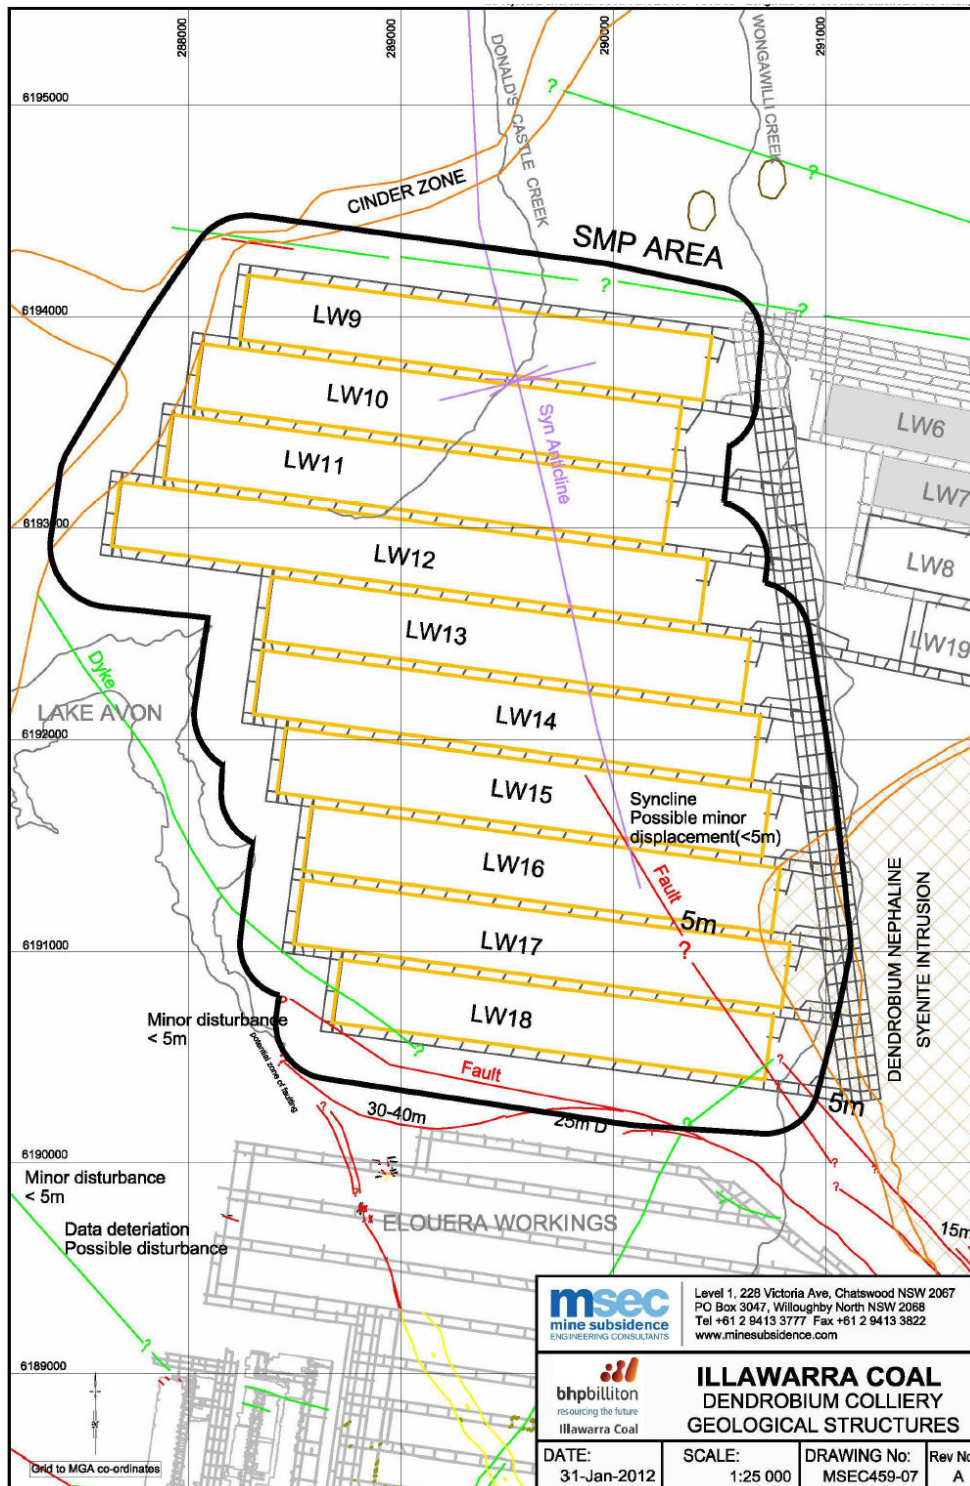 288000
289000
290000
291000
6195000
DONALD'S CASTLE CREEK
WONGAWILLI CREEK
?
?
CINDER ZONE
SMP AREA
?
?
6194000
LW9
LW10
Syn Anticline
LW6
LW11
LW7
6193000
LW12
LW8
LW13
LW19
Dyke
LAKE AVON
LW14
6192000
LW15
Syncline
Possible minor
displacement(<5m)
LW16
Fault
5m
DENDROBIUM NEPHALINE
SYENITE INTRUSION
6191000
LW17
?
?
LW18
Minor disturbance
< 5m
potential zone of faulting
?
?
Fault
?
30-40m
25m D
?
5m
6190000
?
?
?
?
Minor disturbance
< 5m
ELOUERA WORKINGS
15m
Data deteriation
Possible disturbance
?
6189000
Grid to MGA co-ordinates
msec
mine subsidence
ENGINEERING CONSULTANTS
Level 1, 228 Victoria Ave, Chatswood NSW 2067
PO Box 3047, Willoughby North NSW 2068
Tel +61 2 9413 3777 Fax +61 2 9413 3822
www.minesubsidence.com
bhpbilliton
resourcing the future
Illawarra Coal
ILLAWARRA COAL
DENDROBIUM COLLIERY
GEOLOGICAL STRUCTURES
DATE:
31-Jan-2012
SCALE:
1:25 000
DRAWING No:
MSEC459-07
Rev No
A